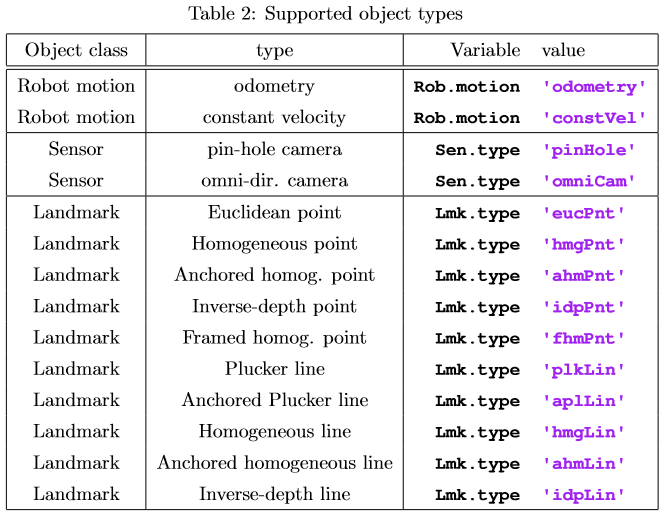 Table 2: Supported object types
Object class type Variable value
Robot motion odometry Rob.motion 'odometry'
Robot motion constant velocity Rob.motion 'constVel'
Sensor pin-hole camera Sen.type 'pinHole'
Sensor omni-dir. camera Sen.type 'omniCam'
Landmark Euclidean point Lmk.type 'eucPnt'
Landmark Homogeneous point Lmk.type 'hmgPnt'
Landmark Anchored homog. point Lmk.type 'ahmPnt'
Landmark Inverse-depth point Lmk.type 'idpPnt'
Landmark Framed homog. point Lmk.type 'fhmPnt'
Landmark Plucker line Lmk.type 'plkLin'
Landmark Anchored Plucker line Lmk.type 'aplLin'
Landmark Homogeneous line Lmk.type 'hmgLin'
Landmark Anchored homogeneous line Lmk.type 'ahmLin'
Landmark Inverse-depth line Lmk.type 'idpLin'